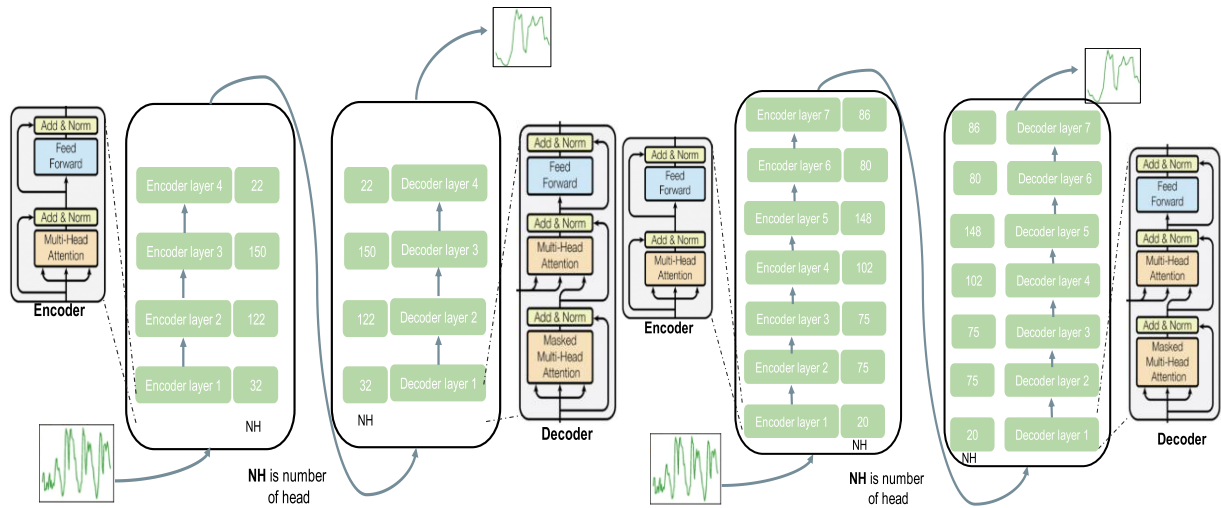 Add & Norm
Feed
Forward
Add & Norm
Multi-Head
Attention
Encoder
Encoder layer 4
22
Encoder layer 3
150
Encoder layer 2
122
Encoder layer 1
32
NH
NH is number
of head
22
Decoder layer 4
150
Decoder layer 3
122
Decoder layer 2
32
Decoder layer 1
NH
Add & Norm
Feed
Forward
Add & Norm
Multi-Head
Attention
Add & Norm
Masked
Multi-Head
Attention
Decoder
Add & Norm
Feed
Forward
Add & Norm
Multi-Head
Attention
Encoder
Encoder layer 7
86
Encoder layer 6
80
Encoder layer 5
148
Encoder layer 4
102
Encoder layer 3
75
Encoder layer 2
75
Encoder layer 1
20
NH
NH is number
of head
86
Decoder layer 7
80
Decoder layer 6
148
Decoder layer 5
102
Decoder layer 4
75
Decoder layer 3
75
Decoder layer 2
20
Decoder layer 1
NH
Add & Norm
Feed
Forward
Add & Norm
Multi-Head
Attention
Add & Norm
Masked
Multi-Head
Attention
Decoder